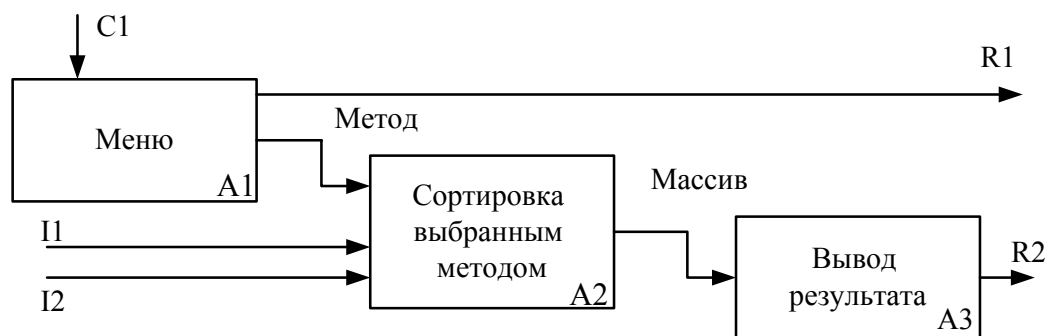 C1
R1
Метод
Меню
A1
Массив
Сортировка
выбранным
методом
A2
I1
I2
Вывод
результата
A3
R2